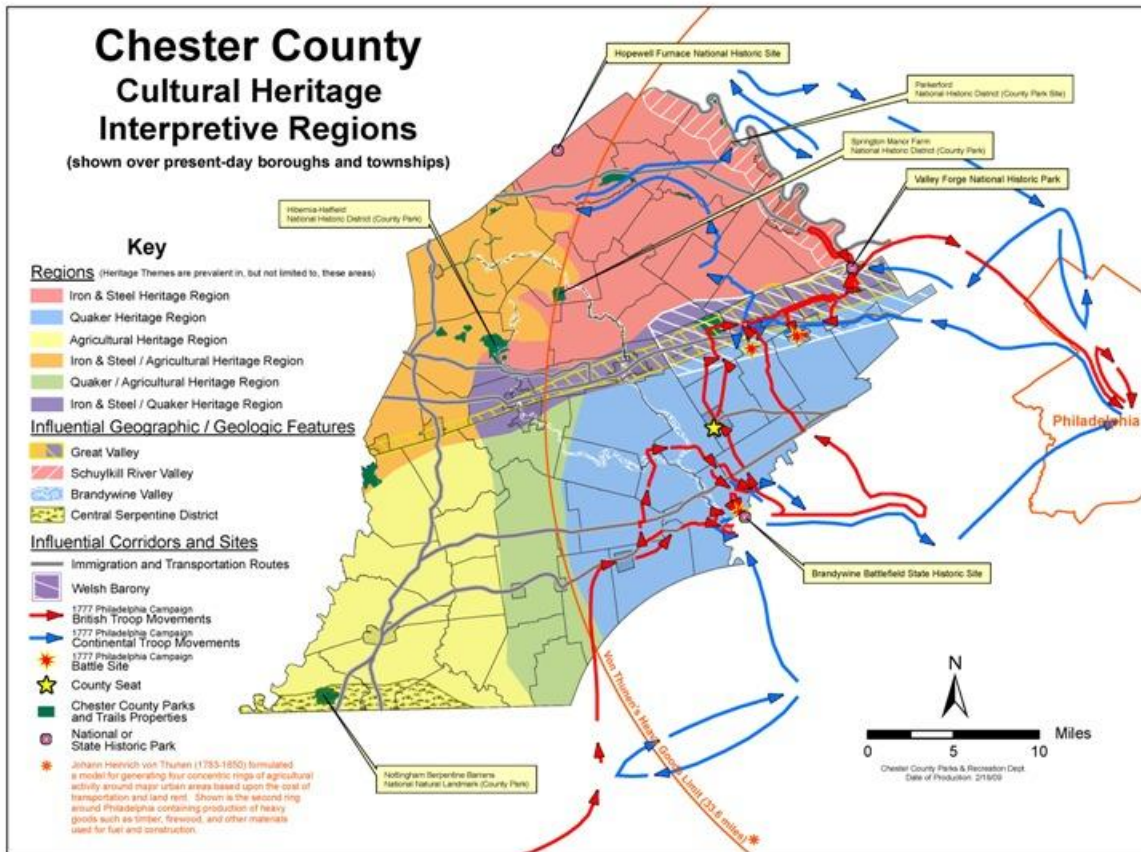 Chester County
Cultural Heritage
Interpretive Regions
(shown over present-day boroughs and townships)
Hopewell Furnace National Historic Site
Parkerford
National Historic District (County Park Site)
Springton Manor Farm
National Historic District (County Park)
Valley Forge National Historic Park
Hibernia-Hatfield
National Historic District (County Park)
Key
Regions (Heritage Themes are prevalent in, but not limited to, these areas)
Iron & Steel Heritage Region
Quaker Heritage Region
Agricultural Heritage Region
Iron & Steel / Agricultural Heritage Region
Quaker / Agricultural Heritage Region
Iron & Steel / Quaker Heritage Region
Influential Geographic / Geologic Features
Great Valley
Schuylkill River Valley
Brandywine Valley
Central Serpentine District
Influential Corridors and Sites
Immigration and Transportation Routes
Welsh Barony
1777 Philadelphia Campaign
British Troop Movements
1777 Philadelphia Campaign
Continental Troop Movements
1777 Philadelphia Campaign
Battle Site
County Seat
Chester County Parks
and Trails Properties
National or
State Historic Park
Johann Heinrich von Thunen (1783-1850) formulated
a model for generating four concentric rings of agricultural
activity around major urban areas based upon the cost of
transportation and land rent. Shown is the second ring
around Philadelphia containing production of heavy
goods such as timber, firewood, and other materials
used for fuel and construction.
Philadelphia
Brandywine Battlefield State Historic Site
Von Thunen's Heavy Goods Limit (33.6 miles)
Nottingham Serpentine Barrens
National Natural Landmark (County Park)
N
0 5 10 Miles
Chester County Parks & Recreation Dept.
Date of Production: 2/19/09